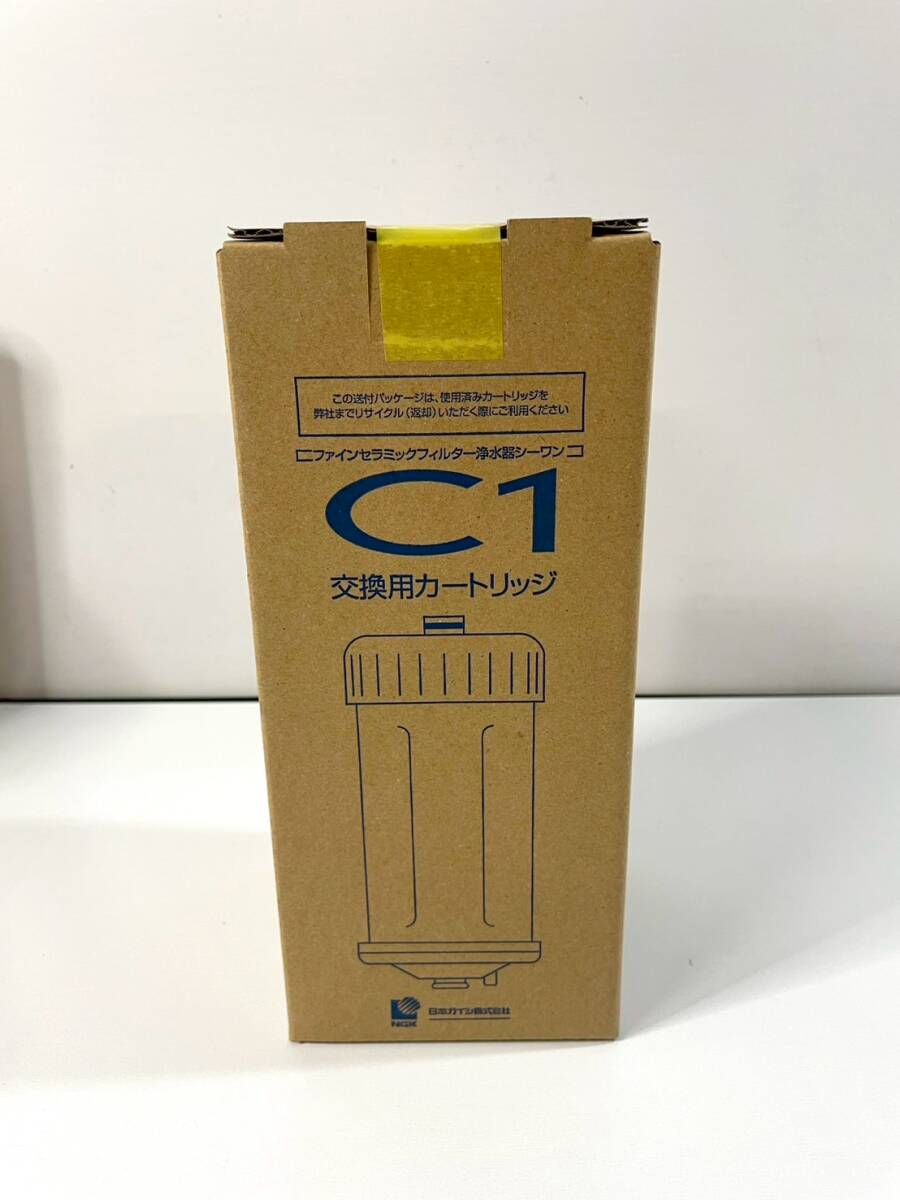 この送付パッケージは、使用済みカートリッジを
弊社までリサイクル(返却)いただく際にご利用ください
ファインセラミックフィルター浄水器シーワン
C1
交換用カートリッジ
NGK 日本ガイシ株式会社